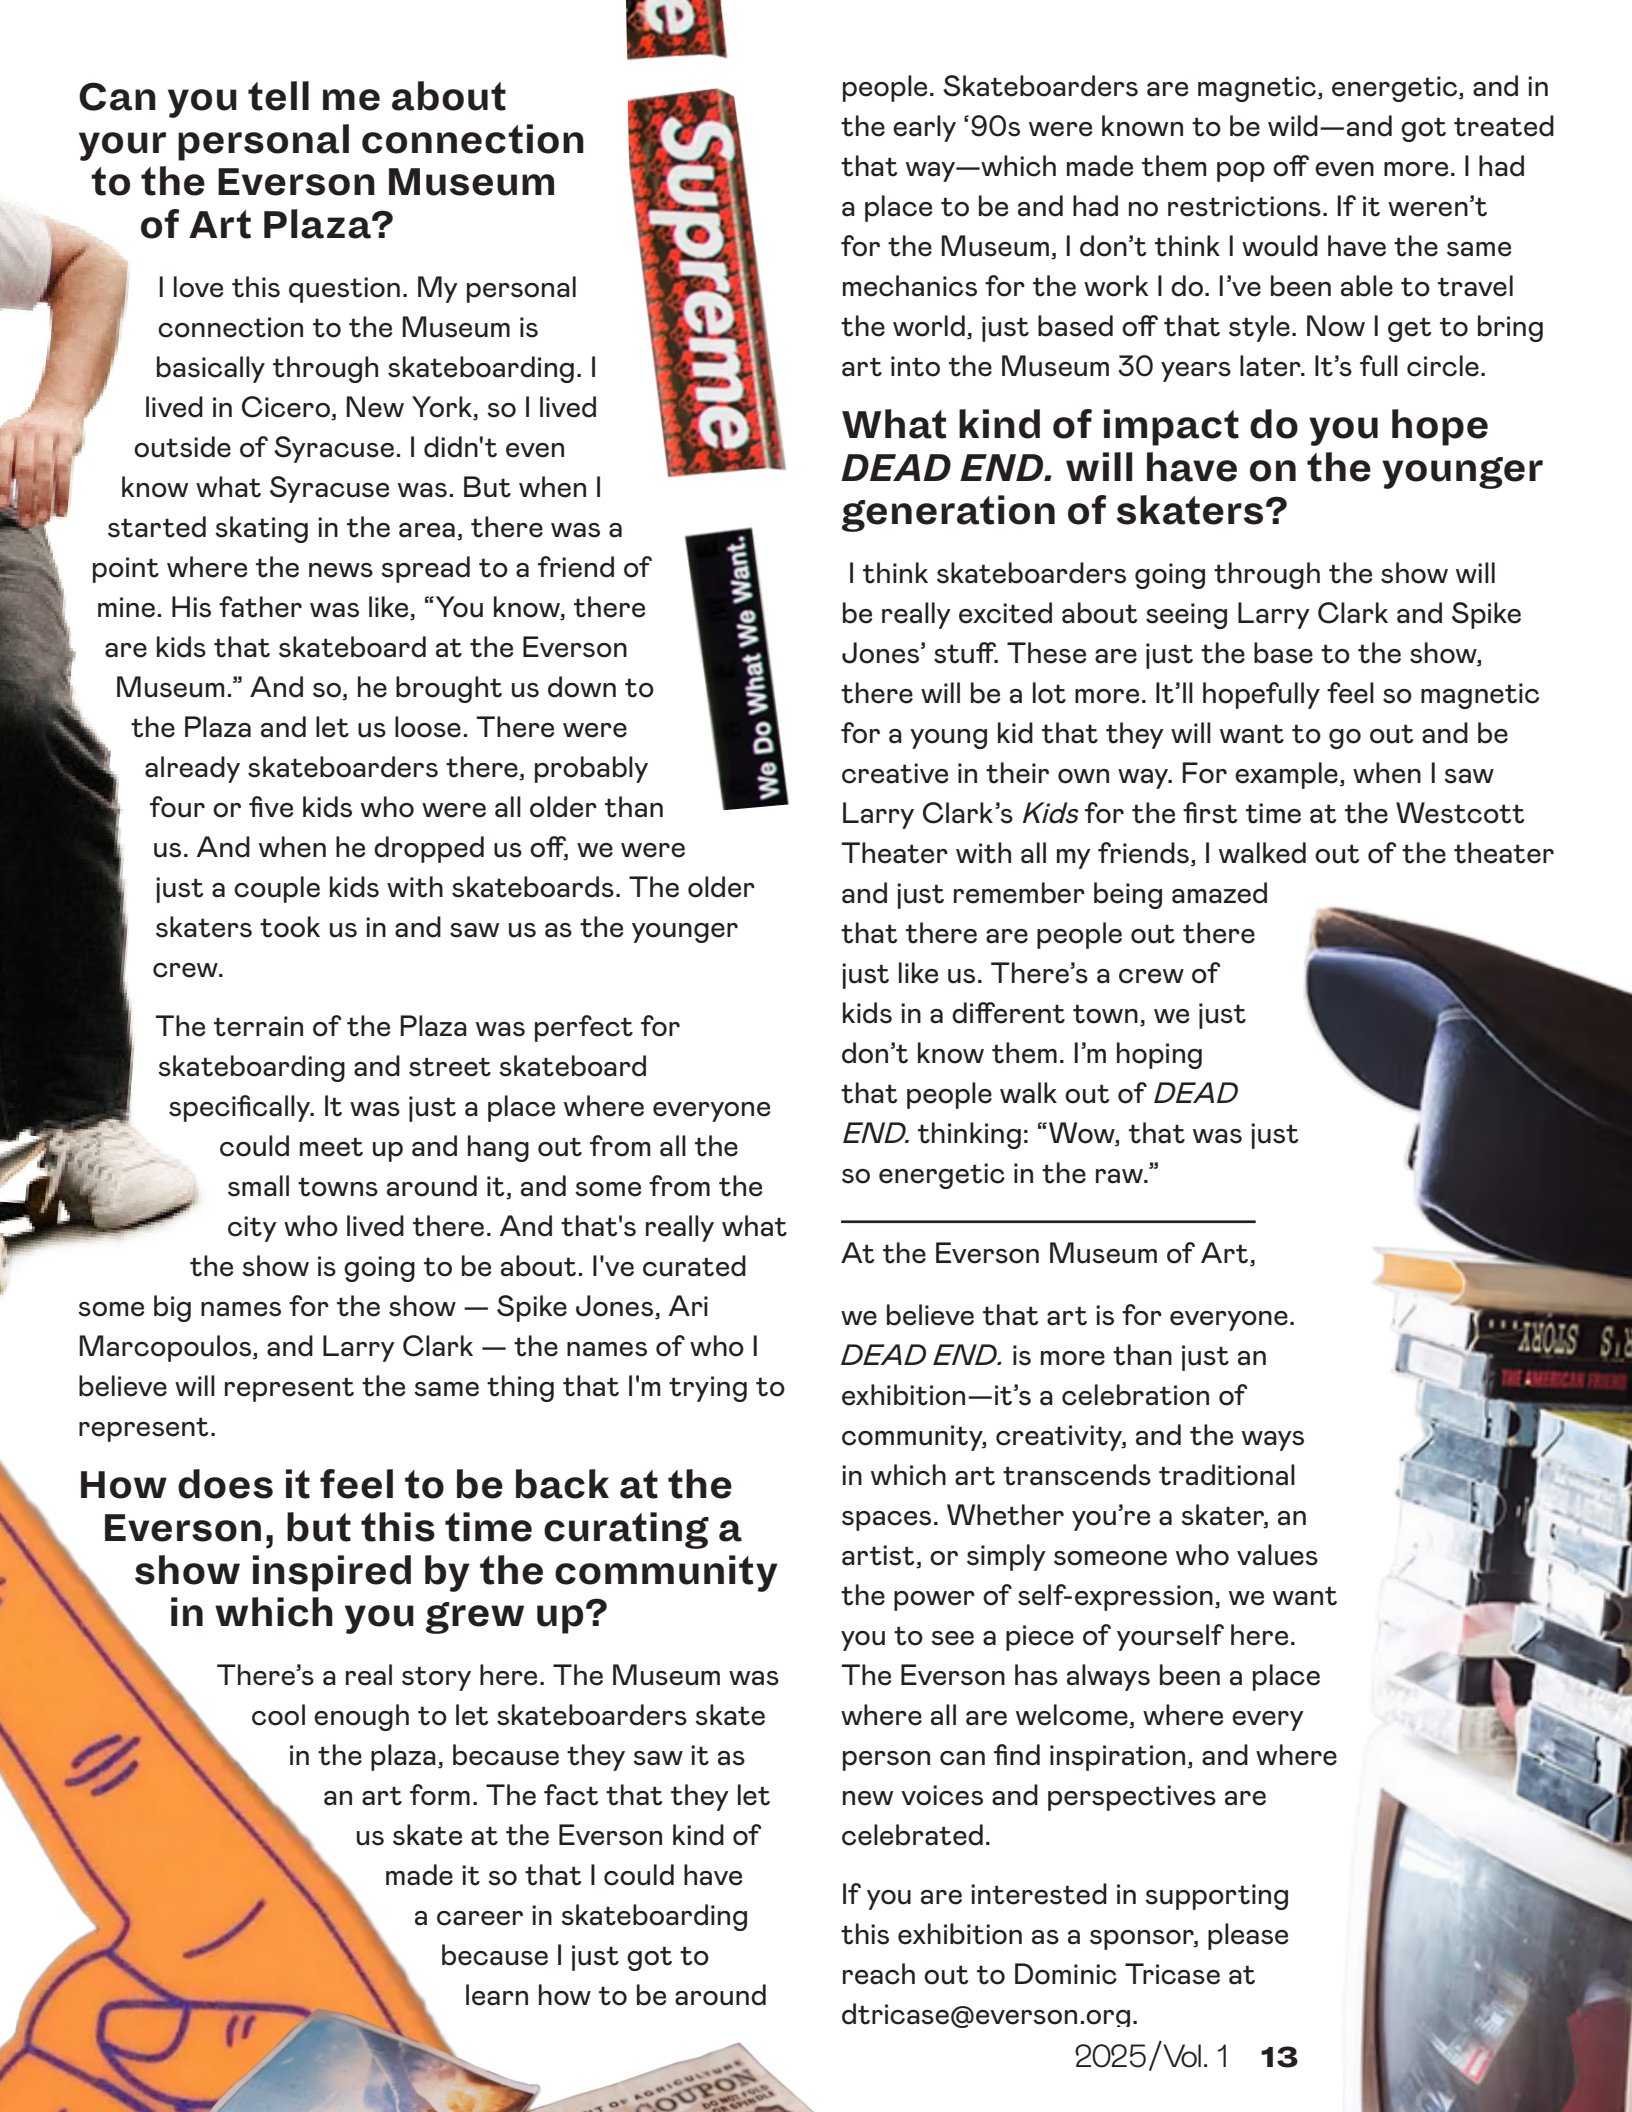 Can you tell me about
your personal connection
to the Everson Museum
of Art Plaza?
I love this question. My personal
connection to the Museum is
basically through skateboarding. I
lived in Cicero, New York, so I lived
outside of Syracuse. I didn't even
know what Syracuse was. But when I
started skating in the area, there was a
point where the news spread to a friend of
mine. His father was like, “You know, there
are kids that skateboard at the Everson
Museum.” And so, he brought us down to
the Plaza and let us loose. There were
already skateboarders there, probably
four or five kids who were all older than
us. And when he dropped us off, we were
just a couple kids with skateboards. The older
skaters took us in and saw us as the younger
crew.
The terrain of the Plaza was perfect for
skateboarding and street skateboard
specifically. It was just a place where everyone
could meet up and hang out from all the
small towns around it, and some from the
city who lived there. And that's really what
the show is going to be about. I've curated
some big names for the show — Spike Jones, Ari
Marcopoulos, and Larry Clark — the names of who I
believe will represent the same thing that I'm trying to
represent.
How does it feel to be back at the
Everson, but this time curating a
show inspired by the community
in which you grew up?
There’s a real story here. The Museum was
cool enough to let skateboarders skate
in the plaza, because they saw it as
an art form. The fact that they let
us skate at the Everson kind of
made it so that I could have
a career in skateboarding
because I just got to
learn how to be around
e
Supreme
We Do What We Want.
people. Skateboarders are magnetic, energetic, and in
the early ‘90s were known to be wild—and got treated
that way—which made them pop off even more. I had
a place to be and had no restrictions. If it weren’t
for the Museum, I don’t think I would have the same
mechanics for the work I do. I’ve been able to travel
the world, just based off that style. Now I get to bring
art into the Museum 30 years later. It’s full circle.
What kind of impact do you hope
DEAD END. will have on the younger
generation of skaters?
I think skateboarders going through the show will
be really excited about seeing Larry Clark and Spike
Jones’ stuff. These are just the base to the show,
there will be a lot more. It’ll hopefully feel so magnetic
for a young kid that they will want to go out and be
creative in their own way. For example, when I saw
Larry Clark’s Kids for the first time at the Westcott
Theater with all my friends, I walked out of the theater
and just remember being amazed
that there are people out there
just like us. There’s a crew of
kids in a different town, we just
don’t know them. I’m hoping
that people walk out of DEAD
END. thinking: “Wow, that was just
so energetic in the raw.”
At the Everson Museum of Art,
we believe that art is for everyone.
DEAD END. is more than just an
exhibition—it’s a celebration of
community, creativity, and the ways
in which art transcends traditional
spaces. Whether you’re a skater, an
artist, or simply someone who values
the power of self-expression, we want
you to see a piece of yourself here.
The Everson has always been a place
where all are welcome, where every
person can find inspiration, and where
new voices and perspectives are
celebrated.
If you are interested in supporting
this exhibition as a sponsor, please
reach out to Dominic Tricase at
dtricase@everson.org.
STORY...
THE AMERICAN FRIEND
OF AGRICULTURE
COUPON
DO NOT FOLD
OR SPINDLE
2025/Vol. 1 13